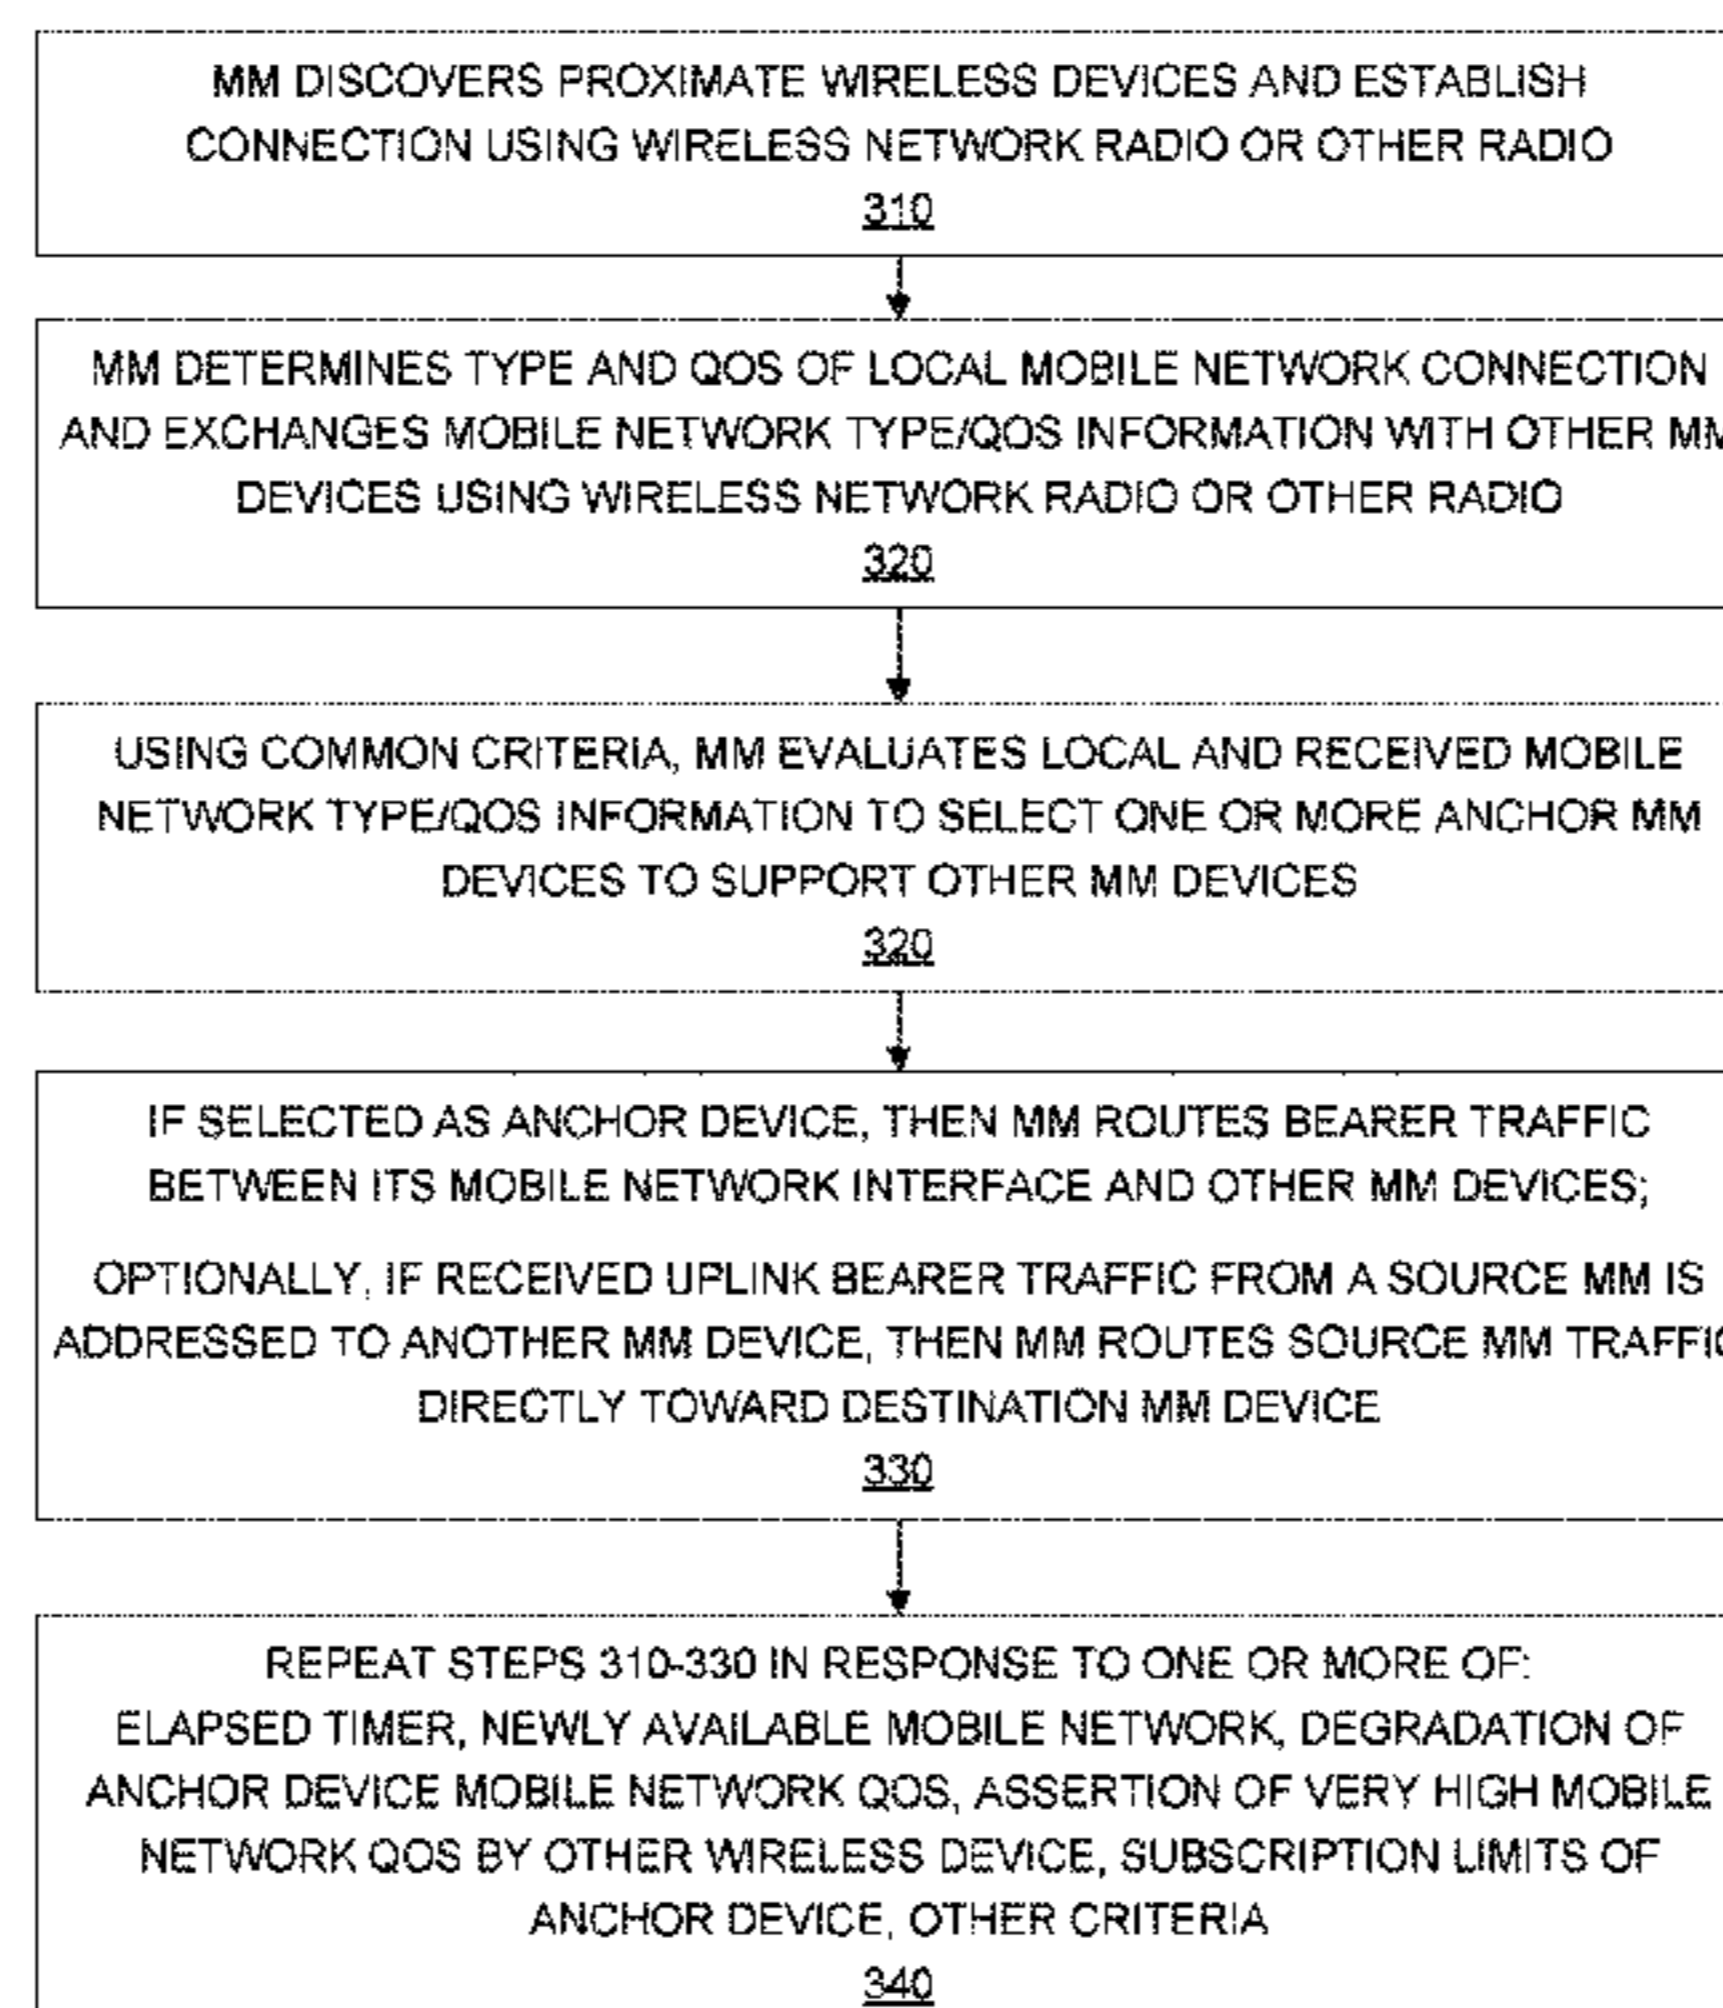 MM DISCOVERS PROXIMATE WIRELESS DEVICES AND ESTABLISH
CONNECTION USING WIRELESS NETWORK RADIO OR OTHER RADIO
310
MM DETERMINES TYPE AND QOS OF LOCAL MOBILE NETWORK CONNECTION
AND EXCHANGES MOBILE NETWORK TYPE/QOS INFORMATION WITH OTHER MM
DEVICES USING WIRELESS NETWORK RADIO OR OTHER RADIO
320
USING COMMON CRITERIA, MM EVALUATES LOCAL AND RECEIVED MOBILE
NETWORK TYPE/QOS INFORMATION TO SELECT ONE OR MORE ANCHOR MM
DEVICES TO SUPPORT OTHER MM DEVICES
320
IF SELECTED AS ANCHOR DEVICE, THEN MM ROUTES BEARER TRAFFIC
BETWEEN ITS MOBILE NETWORK INTERFACE AND OTHER MM DEVICES;
OPTIONALLY, IF RECEIVED UPLINK BEARER TRAFFIC FROM A SOURCE MM IS
ADDRESSED TO ANOTHER MM DEVICE, THEN MM ROUTES SOURCE MM TRAFFIC
DIRECTLY TOWARD DESTINATION MM DEVICE
330
REPEAT STEPS 310-330 IN RESPONSE TO ONE OR MORE OF:
ELAPSED TIMER, NEWLY AVAILABLE MOBILE NETWORK, DEGRADATION OF
ANCHOR DEVICE MOBILE NETWORK QOS, ASSERTION OF VERY HIGH MOBILE
NETWORK QOS BY OTHER WIRELESS DEVICE, SUBSCRIPTION LIMITS OF
ANCHOR DEVICE, OTHER CRITERIA
340